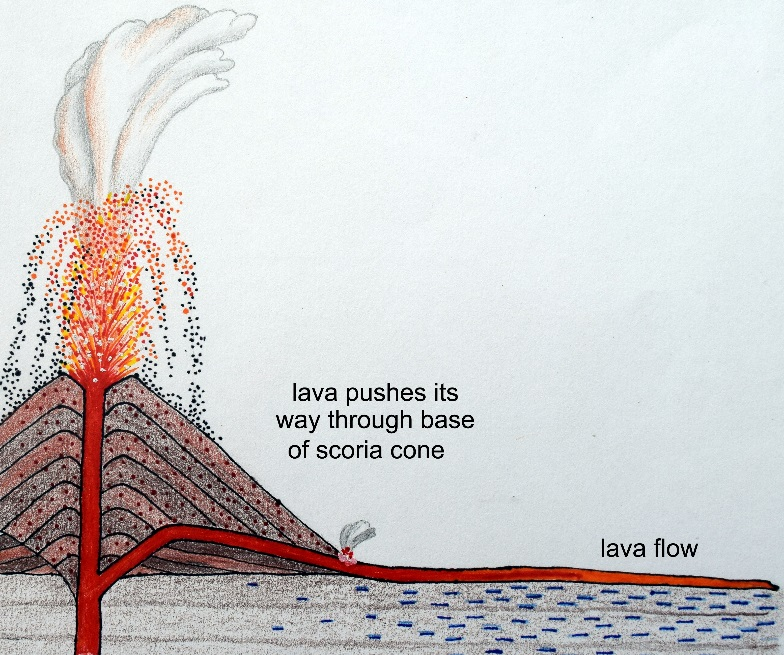 lava pushes its
way through base
of scoria cone
lava flow